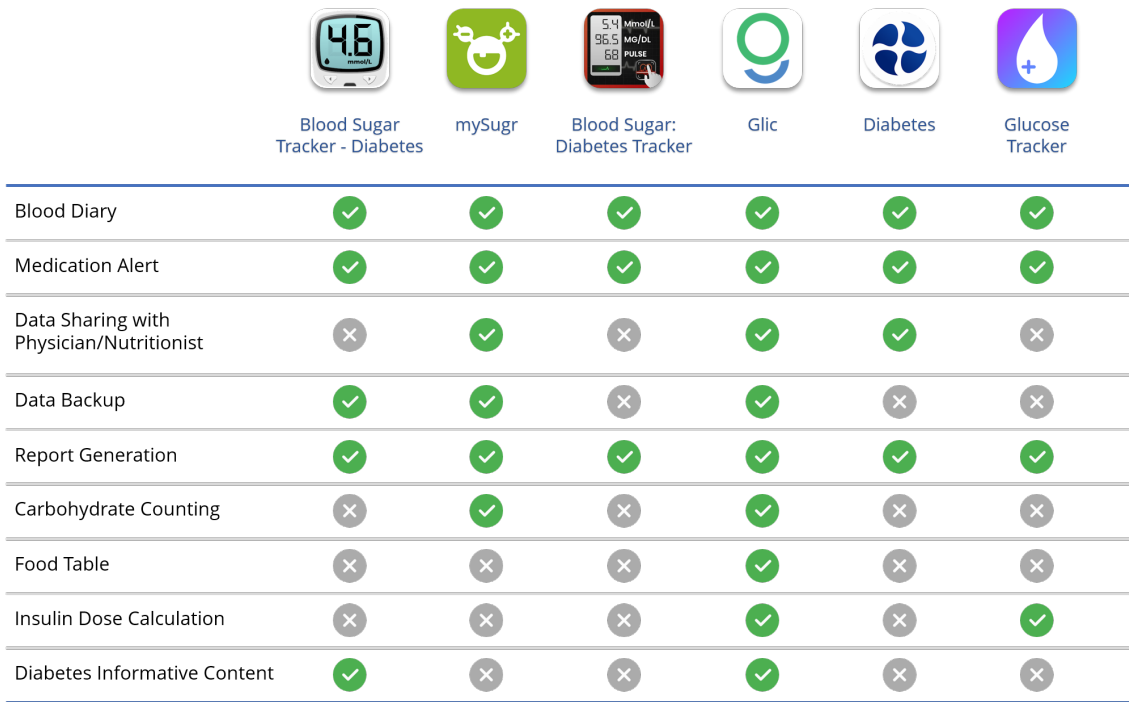 4.6
mmol/L
5.4 Mmol/L
96.5 MG/DL
68 PULSE
Blood Sugar
Tracker - Diabetes
mySugr
Blood Sugar:
Diabetes Tracker
Glic
Diabetes
Glucose
Tracker
Blood Diary
Medication Alert
Data Sharing with
Physician/Nutritionist
Data Backup
Report Generation
Carbohydrate Counting
Food Table
Insulin Dose Calculation
Diabetes Informative Content